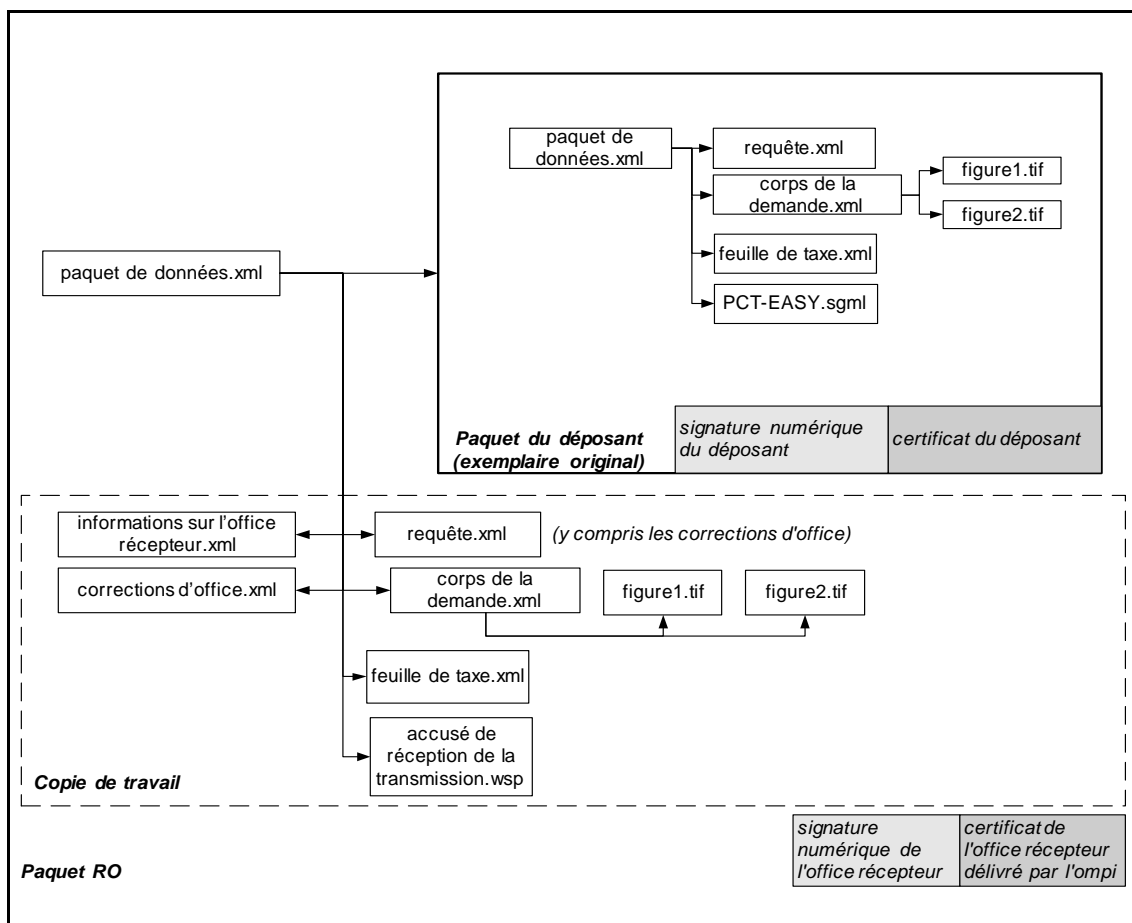 paquet de
données.xml
requête.xml
corps de la
demande.xml
figure1.tif
figure2.tif
feuille de taxe.xml
PCT-EASY.sgml
paquet de données.xml
Paquet du déposant
(exemplaire original)
signature numérique
du déposant
certificat du déposant
informations sur l'office
récepteur.xml
requête.xml
(y compris les corrections d'office)
corrections d'office.xml
corps de la
demande.xml
figure1.tif
figure2.tif
feuille de taxe.xml
accusé de
réception de la
transmission.wsp
Copie de travail
signature
numérique de
l'office récepteur
certificat de
l'office récepteur
délivré par l'ompi
Paquet RO